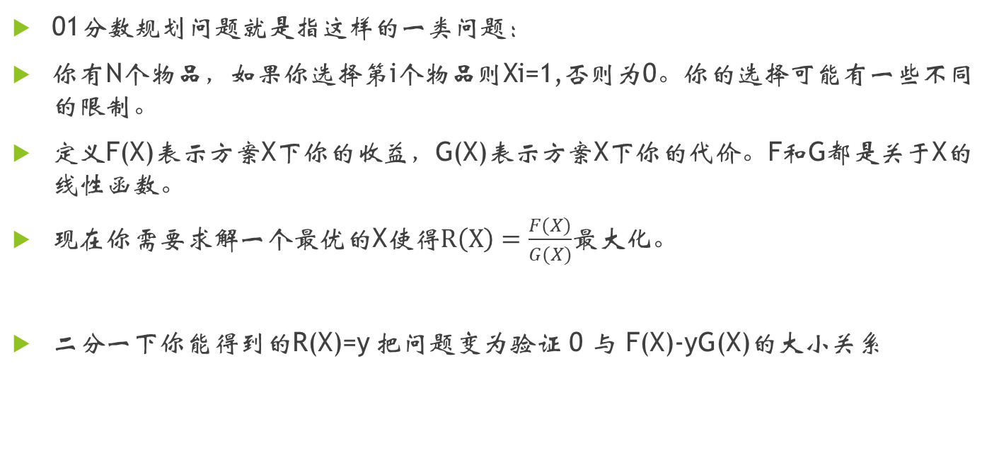 01分数规划问题就是指这样的一类问题：
你有N个物品，如果你选择第i个物品则Xi=1,否则为0。你的选择可能有一些不同
的限制。
定义F(X)表示方案X下你的收益，G(X)表示方案X下你的代价。F和G都是关于X的
线性函数。
现在你需要求解一个最优的X使得R(X) = F(X)/G(X)最大化。
二分一下你能得到的R(X)=y 把问题变为验证 0 与 F(X)-yG(X)的大小关系